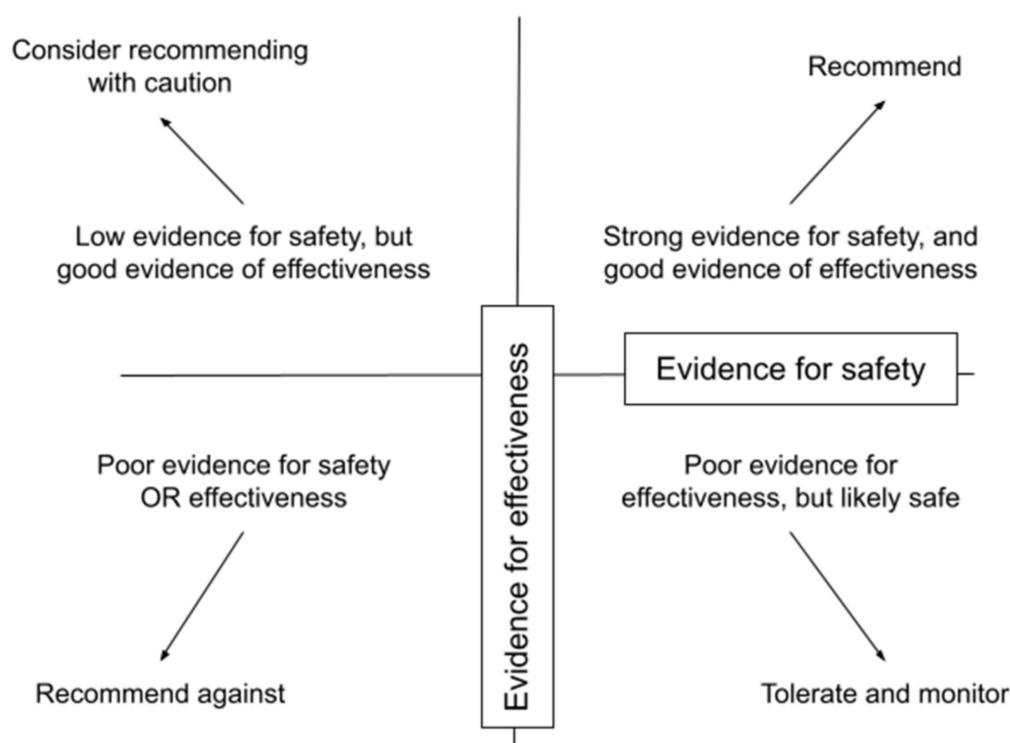 Consider recommending
with caution
Recommend
Low evidence for safety, but
good evidence of effectiveness
Strong evidence for safety, and
good evidence of effectiveness
Evidence for effectiveness
Evidence for safety
Poor evidence for safety
OR effectiveness
Poor evidence for
effectiveness, but likely safe
Recommend against
Tolerate and monitor